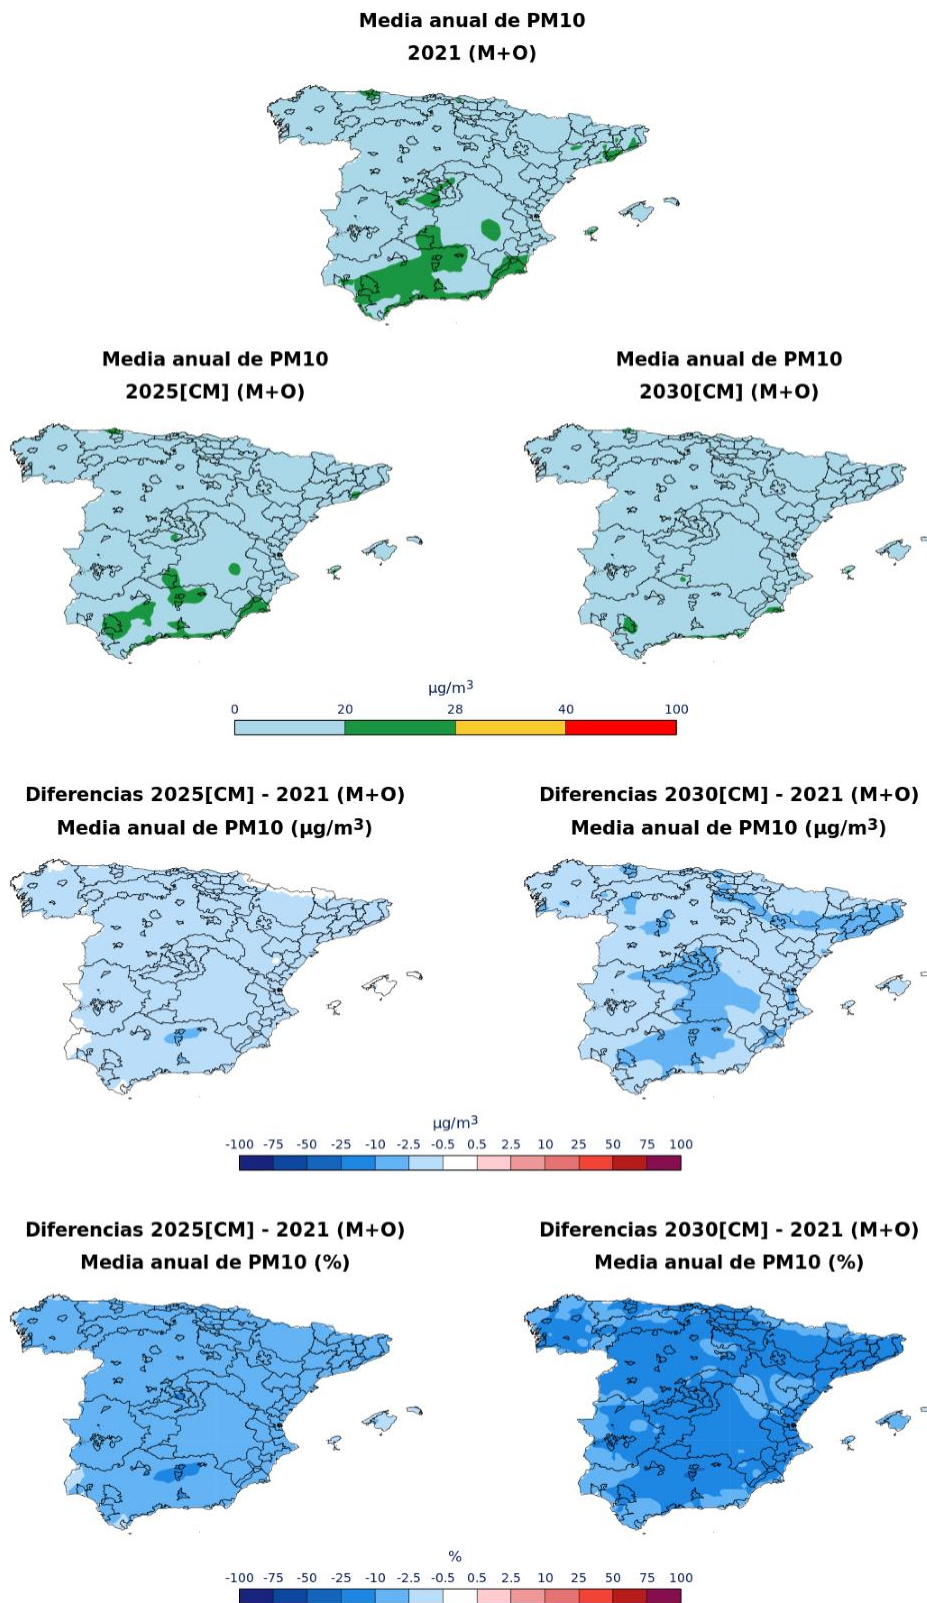 Media anual de PM10
2021 (M+O)
Media anual de PM10
2025[CM] (M+O)
Media anual de PM10
2030[CM] (M+O)
μg/m³
0 20 28 40 100
Diferencias 2025[CM] - 2021 (M+O)
Media anual de PM10 (μg/m³)
Diferencias 2030[CM] - 2021 (M+O)
Media anual de PM10 (μg/m³)
μg/m³
-100 -75 -50 -25 -10 -2.5 -0.5 0.5 2.5 10 25 50 75 100
Diferencias 2025[CM] - 2021 (M+O)
Media anual de PM10 (%)
Diferencias 2030[CM] - 2021 (M+O)
Media anual de PM10 (%)
%
-100 -75 -50 -25 -10 -2.5 -0.5 0.5 2.5 10 25 50 75 100